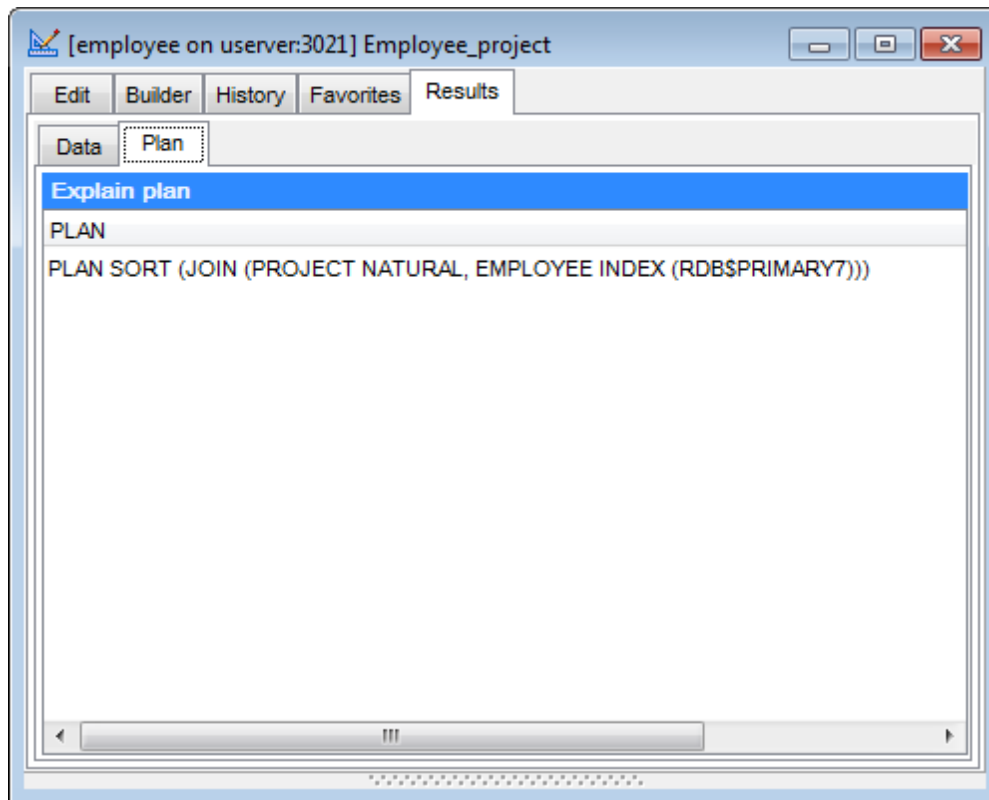 [employee on userver:3021] Employee_project
Edit Builder History Favorites Results
Data Plan
Explain plan
PLAN
PLAN SORT (JOIN (PROJECT NATURAL, EMPLOYEE INDEX (RDB$PRIMARY7)))